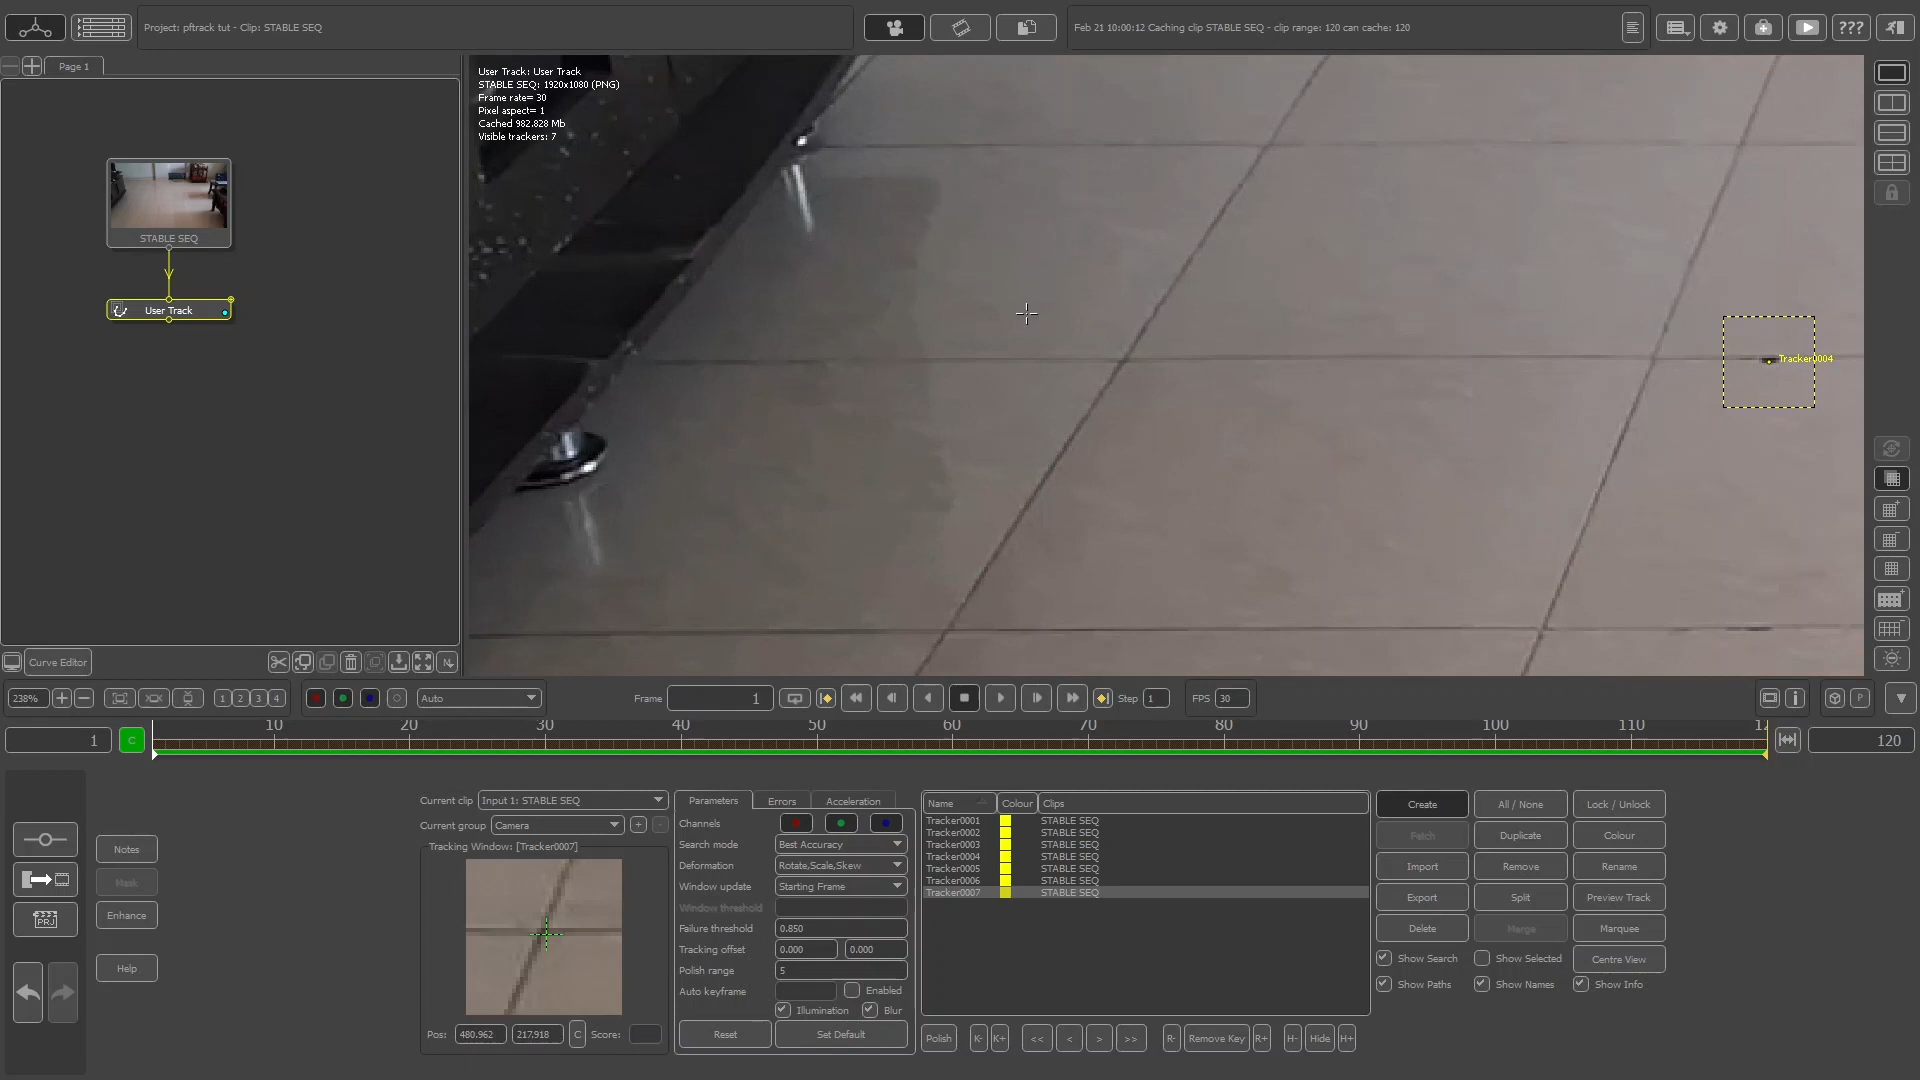 Project: pftrack tut - Clip: STABLE SEQ
Feb 21 10:00:12 Caching clip STABLE SEQ - clip range: 120 can cache: 120
???
Page 1
User Track: User Track
STABLE SEQ: 1920x1080 (PNG)
Frame rate= 30
Pixel aspect= 1
Cached 982.828 Mb
Visible trackers: 7
STABLE SEQ
User Track
Tracker0004
Curve Editor
N
238% 1 2 3 4 Auto Frame 1 Step 1 FPS 30 P
1 C 10 20 30 40 50 60 70 80 90 100 110 120
Current clip Input 1: STABLE SEQ
Current group Camera + -
Tracking Window: [Tracker0007]
Pos: 480.962 217.918 C Score:
Notes
Mask
Enhance
Help
PRJ
Parameters Errors Acceleration
Channels
Search mode Best Accuracy
Deformation Rotate,Scale,Skew
Window update Starting Frame
Window threshold
Failure threshold 0.850
Tracking offset 0.000 0.000
Polish range 5
Auto keyframe Enabled
Illumination Blur
Reset Set Default
Name Colour Clips
Tracker0001 STABLE SEQ
Tracker0002 STABLE SEQ
Tracker0003 STABLE SEQ
Tracker0004 STABLE SEQ
Tracker0005 STABLE SEQ
Tracker0006 STABLE SEQ
Tracker0007 STABLE SEQ
Polish K- K+ << < > >> R- Remove Key R+ H- Hide H+
Create All / None Lock / Unlock
Fetch Duplicate Colour
Import Remove Rename
Export Split Preview Track
Delete Merge Marquee
Show Search Show Selected Centre View
Show Paths Show Names Show Info